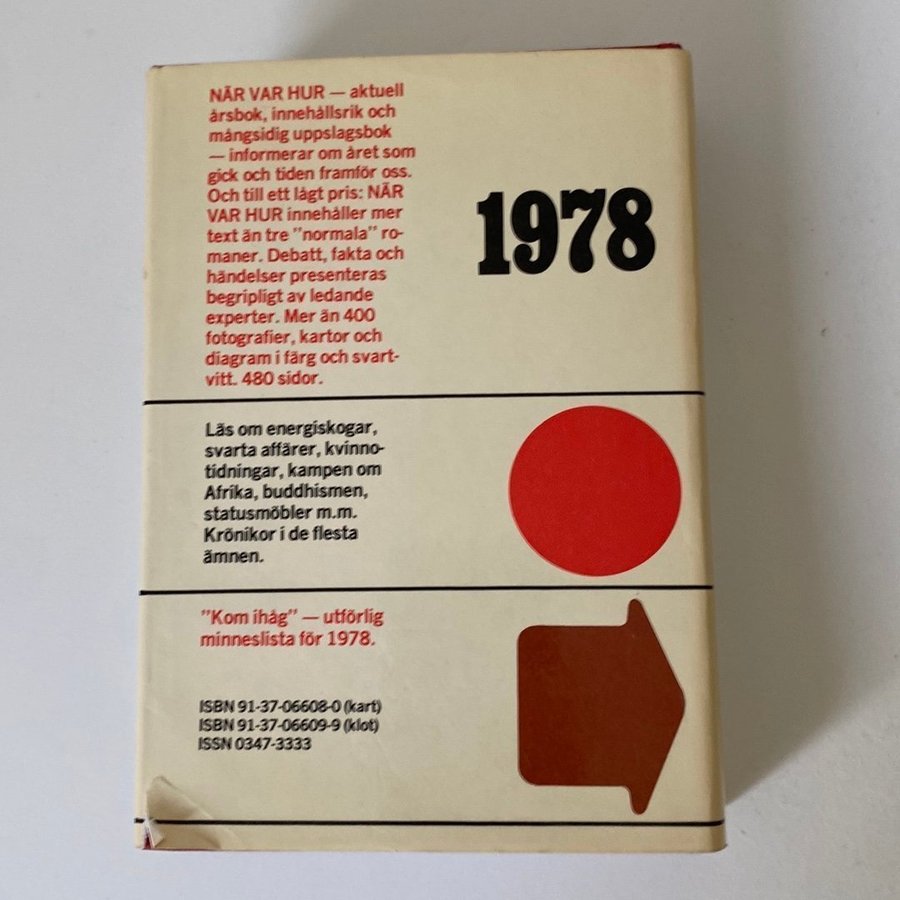 NÄR VAR HUR — aktuell
årsbok, innehållsrik och
mångsidig uppslagsbok
— informerar om året som
gick och tiden framför oss.
Och till ett lågt pris: NÄR
VAR HUR innehåller mer
text än tre ”normala” ro-
maner. Debatt, fakta och
händelser presenteras
begripligt av ledande
experter. Mer än 400
fotografier, kartor och
diagram i färg och svart-
vitt. 480 sidor.
1978
Läs om energiskogar,
svarta affärer, kvinno-
tidningar, kampen om
Afrika, buddhismen,
statusmöbler m.m.
Krönikor i de flesta
ämnen.
”Kom ihåg” — utförlig
minneslista för 1978.
ISBN 91-37-06608-0 (kart)
ISBN 91-37-06609-9 (klot)
ISSN 0347-3333